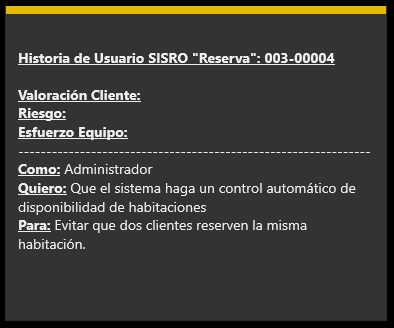 Historia de Usuario SISRO "Reserva": 003-00004
Valoración Cliente:
Riesgo:
Esfuerzo Equipo:
----------------------------------------------------------------
Como: Administrador
Quiero: Que el sistema haga un control automático de
disponibilidad de habitaciones
Para: Evitar que dos clientes reserven la misma
habitación.